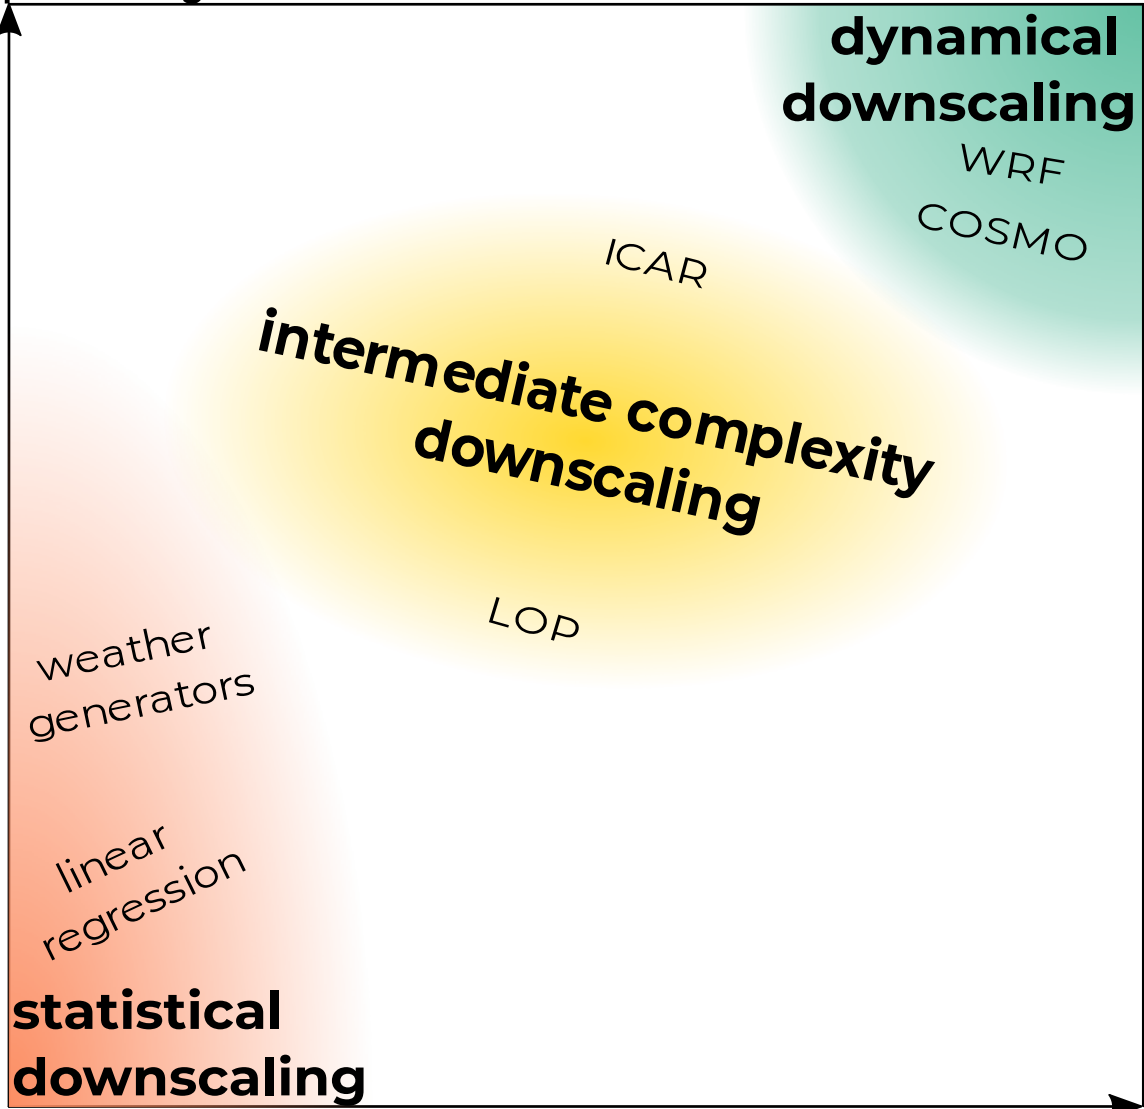 dynamical
downscaling
WRF
COSMO
ICAR
intermediate complexity
downscaling
LOP
weather
generators
linear
regression
statistical
downscaling